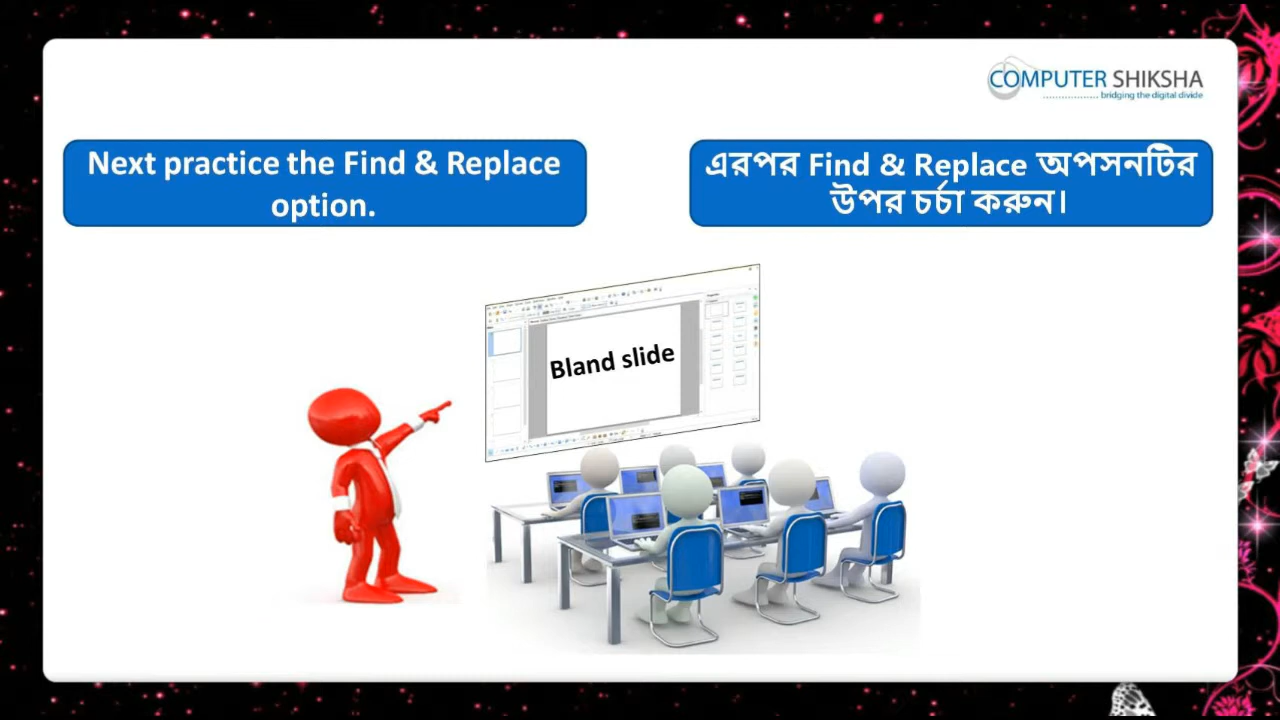 COMPUTER SHIKSHA
bridging the digital divide
Next practice the Find & Replace
option.
এরপর Find & Replace অপসনটির
উপর চর্চা করুন।
Bland slide